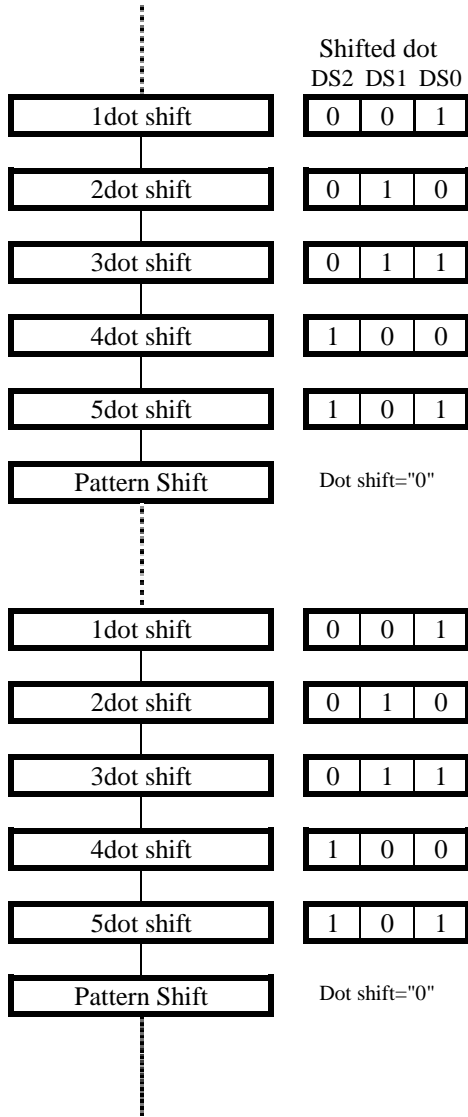 Shifted dot
DS2 DS1 DS0
1dot shift 0 0 1
2dot shift 0 1 0
3dot shift 0 1 1
4dot shift 1 0 0
5dot shift 1 0 1
Pattern Shift Dot shift="0"
1dot shift 0 0 1
2dot shift 0 1 0
3dot shift 0 1 1
4dot shift 1 0 0
5dot shift 1 0 1
Pattern Shift Dot shift="0"